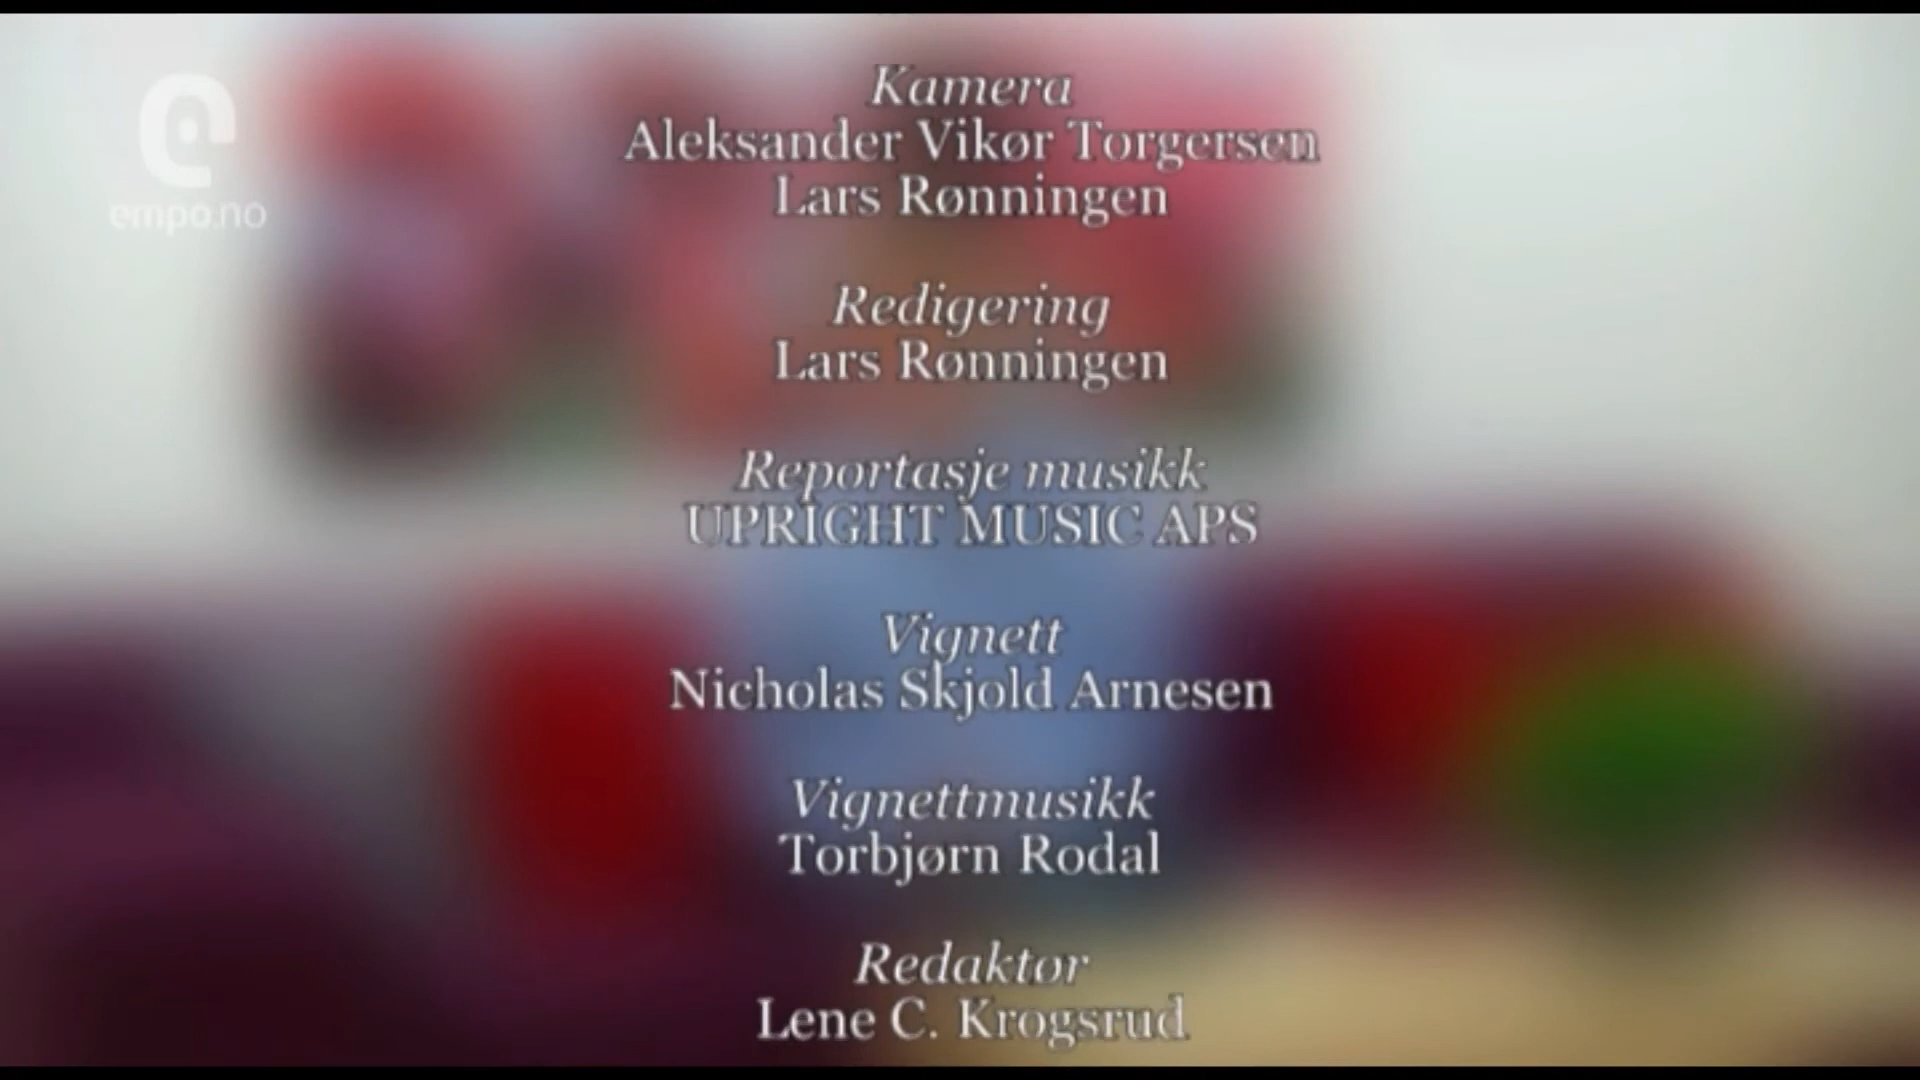 empo.no
Kamera
Aleksander Vikør Torgersen
Lars Rønningen
Redigering
Lars Rønningen
Reportasje musikk
UPRIGHT MUSIC APS
Vignett
Nicholas Skjold Arnesen
Vignettmusikk
Torbjørn Rodal
Redaktør
Lene C. Krogsrud